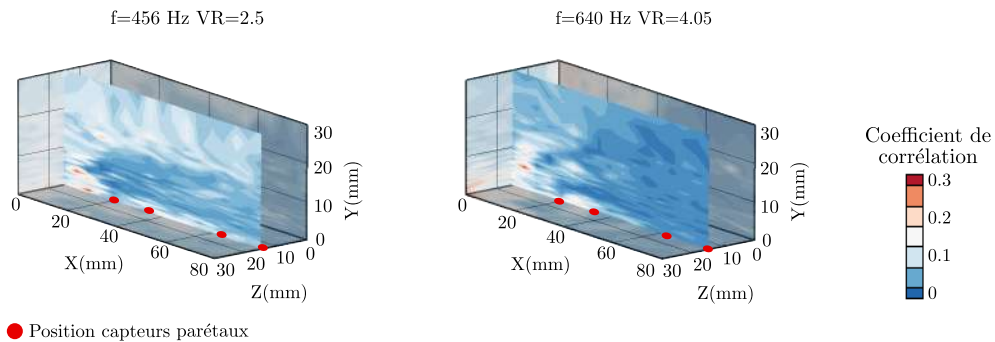 f=456 Hz VR=2.5
f=640 Hz VR=4.05
30
20
10
0
Y(mm)
0
20
40
60
80
X(mm)
30
20
10
0
Z(mm)
30
20
10
0
Y(mm)
0
20
40
60
80
X(mm)
30
20
10
0
Z(mm)
Coefficient de
corrélation
0.3
0.2
0.1
0
Position capteurs parétaux